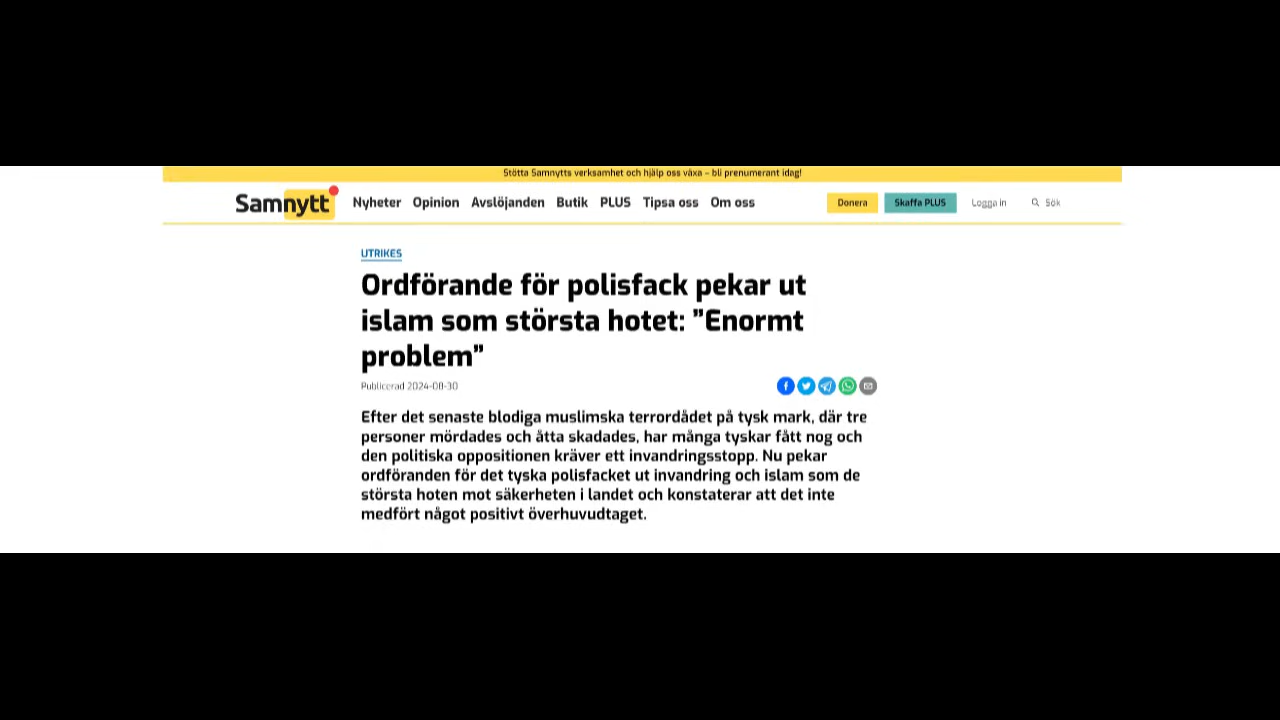 Stötta Samnytts verksamhet och hjälp oss växa – bli prenumerant idag!
Samnytt Nyheter Opinion Avslöjanden Butik PLUS Tipsa oss Om oss Donera Skaffa PLUS Logga in Sök
UTRIKES
Ordförande för polisfack pekar ut
islam som största hotet: ”Enormt
problem”
Publicerad 2024-08-30
Efter det senaste blodiga muslimska terrordådet på tysk mark, där tre
personer mördades och åtta skadades, har många tyskar fått nog och
den politiska oppositionen kräver ett invandringsstopp. Nu pekar
ordföranden för det tyska polisfacket ut invandring och islam som de
största hoten mot säkerheten i landet och konstaterar att det inte
medfört något positivt överhuvudtaget.